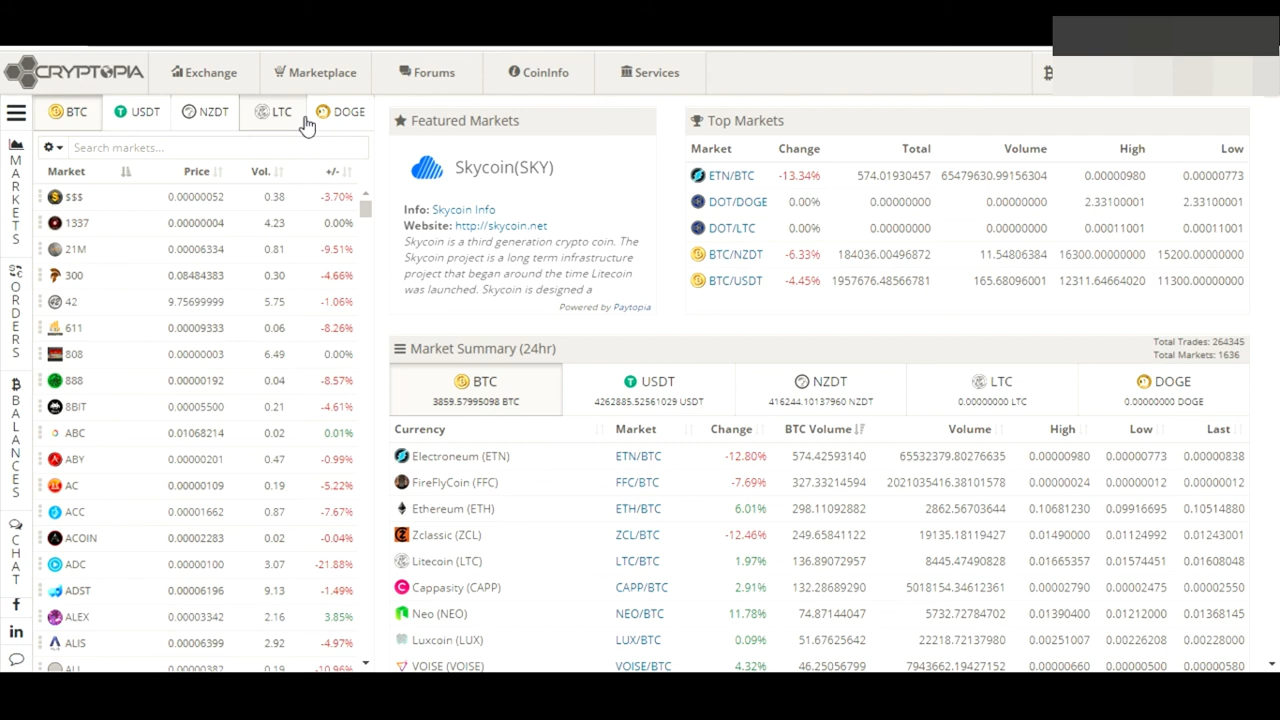 CRYPTOPIA Exchange Marketplace Forums CoinInfo Services
BTC USDT NZDT LTC DOGE
Search markets...
Market Price Vol. +/-
$$$ 0.00000052 0.38 -3.70%
1337 0.00000004 4.23 0.00%
21M 0.00006334 0.81 -9.51%
300 0.08484383 0.30 -4.66%
42 9.75699999 5.75 -1.06%
611 0.00009333 0.06 -8.26%
808 0.00000003 6.49 0.00%
888 0.00000192 0.04 -8.57%
8BIT 0.00005500 0.21 -4.61%
ABC 0.01068214 0.02 0.01%
ABY 0.00000201 0.47 -0.99%
AC 0.00000109 0.19 -5.22%
ACC 0.00001662 0.87 -7.67%
ACOIN 0.00002283 0.02 -0.04%
ADC 0.00000100 3.07 -21.88%
ADST 0.00006196 9.13 -1.49%
ALEX 0.00003342 2.16 3.85%
ALIS 0.00006399 2.92 -4.97%
ALL 0.00000382 0.19 -10.96%
MARKETS
ORDERS
BALANCES
CHAT
Featured Markets
Skycoin(SKY)
Info: Skycoin Info
Website: http://skycoin.net
Skycoin is a third generation crypto coin. The
Skycoin project is a long term infrastructure
project that began around the time Litecoin
was launched. Skycoin is designed a
Powered by Paytopia
Top Markets
Market Change Total Volume High Low
ETN/BTC -13.34% 574.01930457 65479630.99156304 0.00000980 0.00000773
DOT/DOGE 0.00% 0.00000000 0.00000000 2.33100001 2.33100001
DOT/LTC 0.00% 0.00000000 0.00000000 0.00011001 0.00011001
BTC/NZDT -6.33% 184036.00496872 11.54806384 16300.00000000 15200.00000000
BTC/USDT -4.45% 1957676.48566781 165.68096001 12311.64664020 11300.00000000
Market Summary (24hr)
Total Trades: 264345
Total Markets: 1636
BTC USDT NZDT LTC DOGE
3859.57995098 BTC 4262885.52561029 USDT 416244.10137960 NZDT 0.00000000 LTC 0.00000000 DOGE
Currency Market Change BTC Volume Volume High Low Last
Electroneum (ETN) ETN/BTC -12.80% 574.42593140 65532379.80276635 0.00000980 0.00000773 0.00000838
FireFlyCoin (FFC) FFC/BTC -7.69% 327.33214594 2021035416.38101578 0.00000024 0.00000012 0.00000012
Ethereum (ETH) ETH/BTC 6.01% 298.11092882 2862.56703644 0.10681230 0.09916695 0.10514880
Zclassic (ZCL) ZCL/BTC -12.46% 249.65841122 19135.18119427 0.01490000 0.01124992 0.01243001
Litecoin (LTC) LTC/BTC 1.97% 136.89072957 8445.47490838 0.01665357 0.01574451 0.01608048
Cappasity (CAPP) CAPP/BTC 2.91% 132.28689290 5018154.34612361 0.00002790 0.00002475 0.00002550
Neo (NEO) NEO/BTC 11.78% 74.87144047 5732.72784702 0.01390400 0.01212000 0.01368145
Luxcoin (LUX) LUX/BTC 0.09% 51.67625642 22218.72137980 0.00251007 0.00226208 0.00228000
VOISE (VOISE) VOISE/BTC 4.32% 46.25056799 7943662.19427152 0.00000660 0.00000500 0.00000580